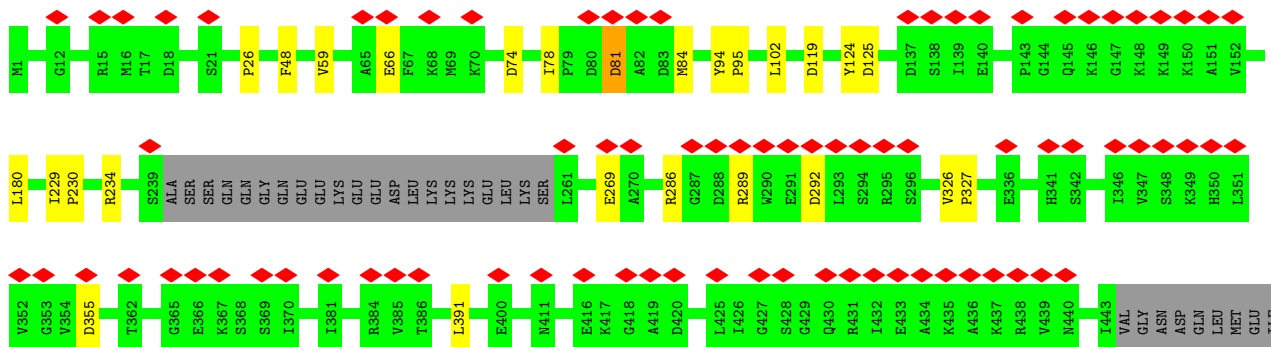 M1 G12 R15 M16 T17 D18 S21 P26 F48 V59 A65 E66 F67 K68 M69 K70 D74 I78 P79 D80 D81 A82 D83 M84 Y94 P95 L102 D119 Y124 D125 D137 S138 I139 E140 P143 G144 Q145 K146 G147 K148 K149 K150 A151 V152
L180 I229 P230 R234 S239 ALA SER SER GLN GLN GLY GLN GLU GLU LYS GLU GLU ASP LEU LYS LYS LYS GLU LEU LYS SER L261 E269 A270 R286 G287 D288 R289 W290 E291 D292 L293 S294 R295 S296 V326 P327 E336 H341 S342 I346 V347 S348 K349 H350 L351
V352 G353 V354 D355 T362 G365 E366 K367 S368 S369 I370 I381 R384 V385 T386 L391 E400 N411 E416 K417 G418 A419 D420 L425 I426 G427 S428 G429 Q430 R431 I432 E433 A434 K435 A436 K437 R438 V439 N440 I443 VAL GLY ASN ASP GLN LEU MET GLU ILE